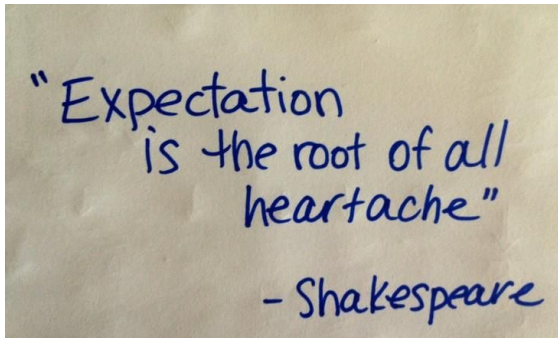 "Expectation
is the root of all
heartache"
- Shakespeare